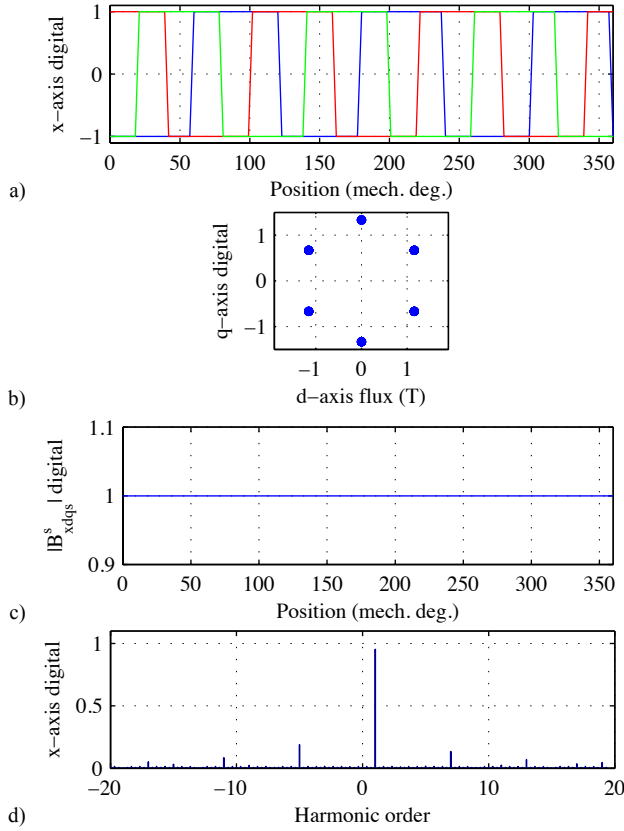 x−axis digital
1
0
−1
0 50 100 150 200 250 300 350
Position (mech. deg.)
a)
q−axis digital
1
0
−1
−1 0 1
d−axis flux (T)
b)
|B^s_xdqs| digital
1.1
1
0.9
0 50 100 150 200 250 300 350
Position (mech. deg.)
c)
x−axis digital
1
0.5
0
−20 −10 0 10 20
Harmonic order
d)